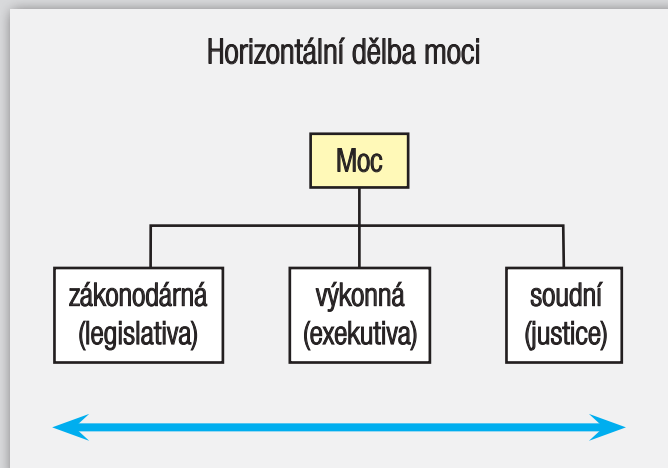 Horizontální dělba moci
Moc
zákonodárná
(legislativa)
výkonná
(exekutiva)
soudní
(justice)